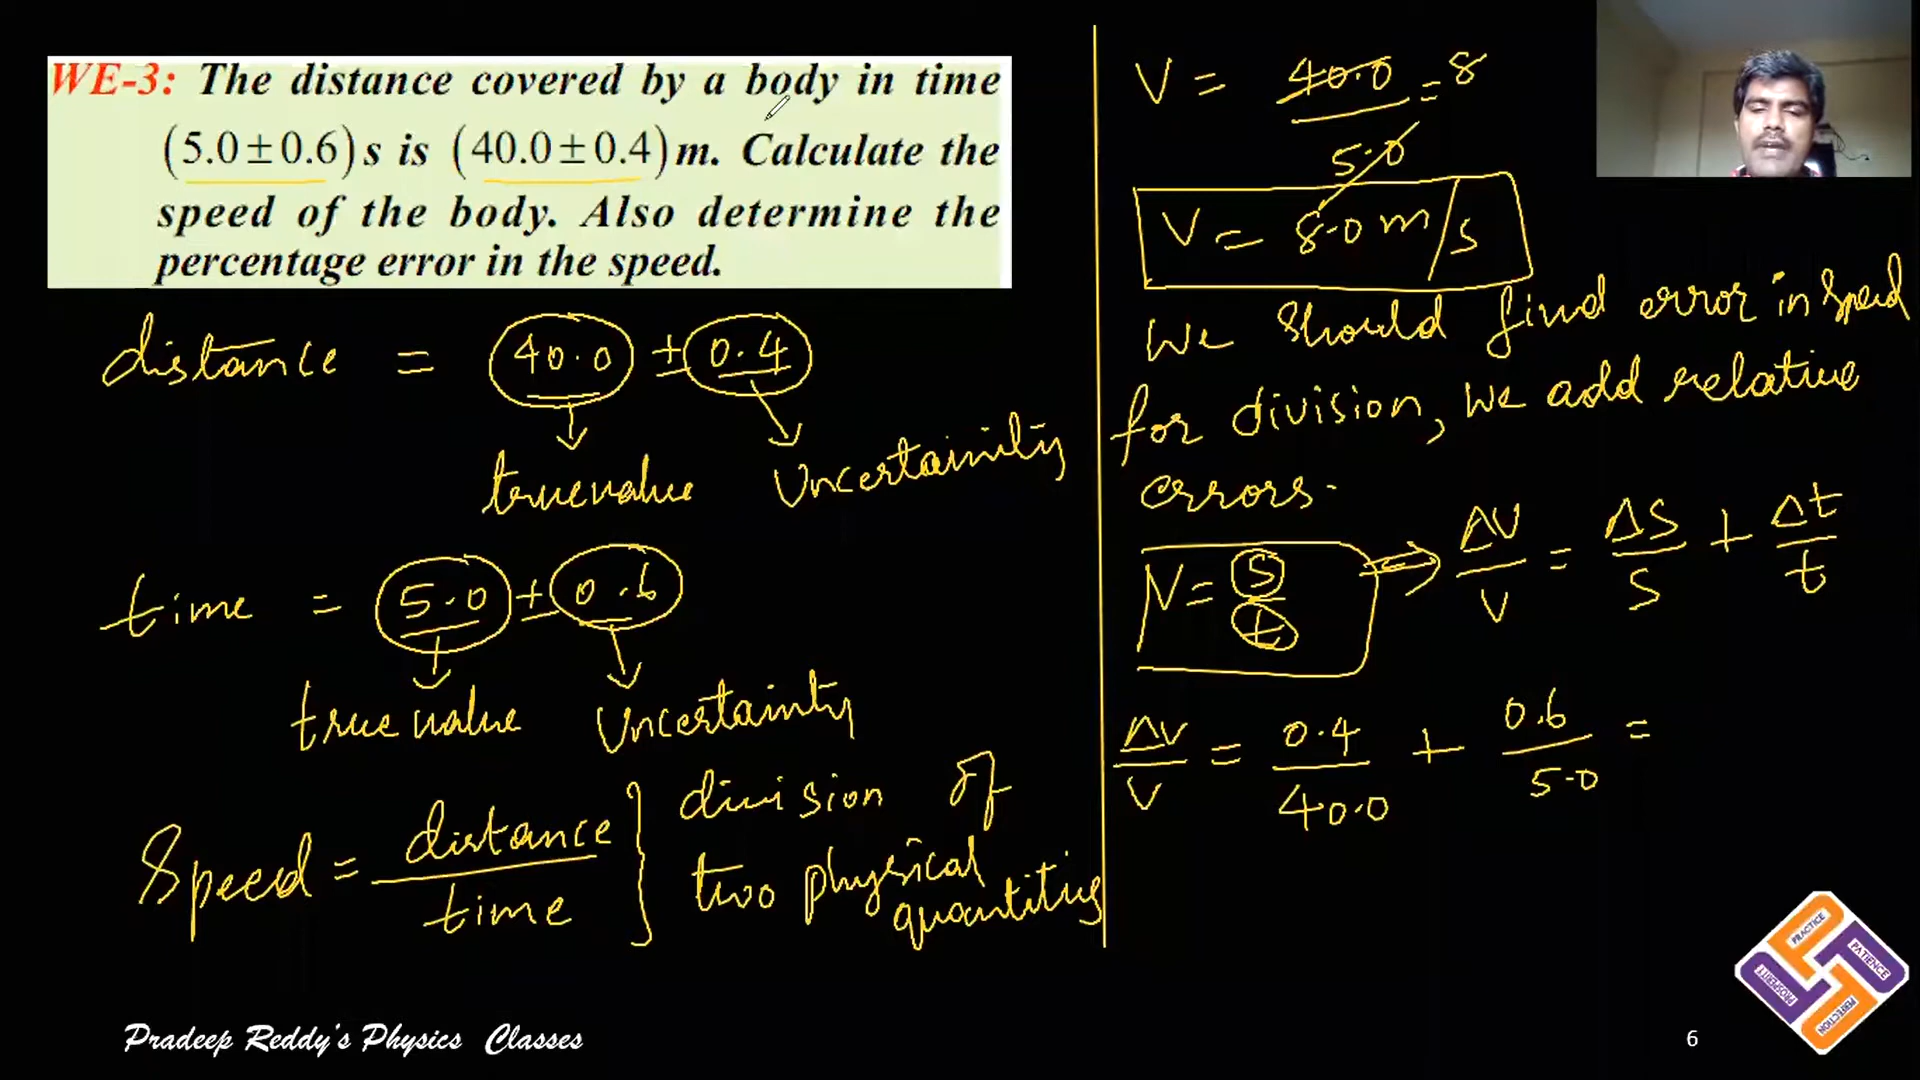 WE-3: The distance covered by a body in time
(5.0±0.6)s is (40.0±0.4)m. Calculate the
speed of the body. Also determine the
percentage error in the speed.
distance = 40.0 ± 0.4
truevalue Uncertainity
time = 5.0 ± 0.6
true value Uncertainty
Speed = distance/time } division of
two physical
quantities
V = 40.0/5.0 = 8
V = 8.0 m/s
We should find error in speed
for division, we add relative
errors.
V = S/t ⇒ ΔV/V = ΔS/S + Δt/t
ΔV/V = 0.4/40.0 + 0.6/5.0 =
PRACTICE
PATIENCE
PERFECTION
Pradeep Reddy's Physics Classes
6